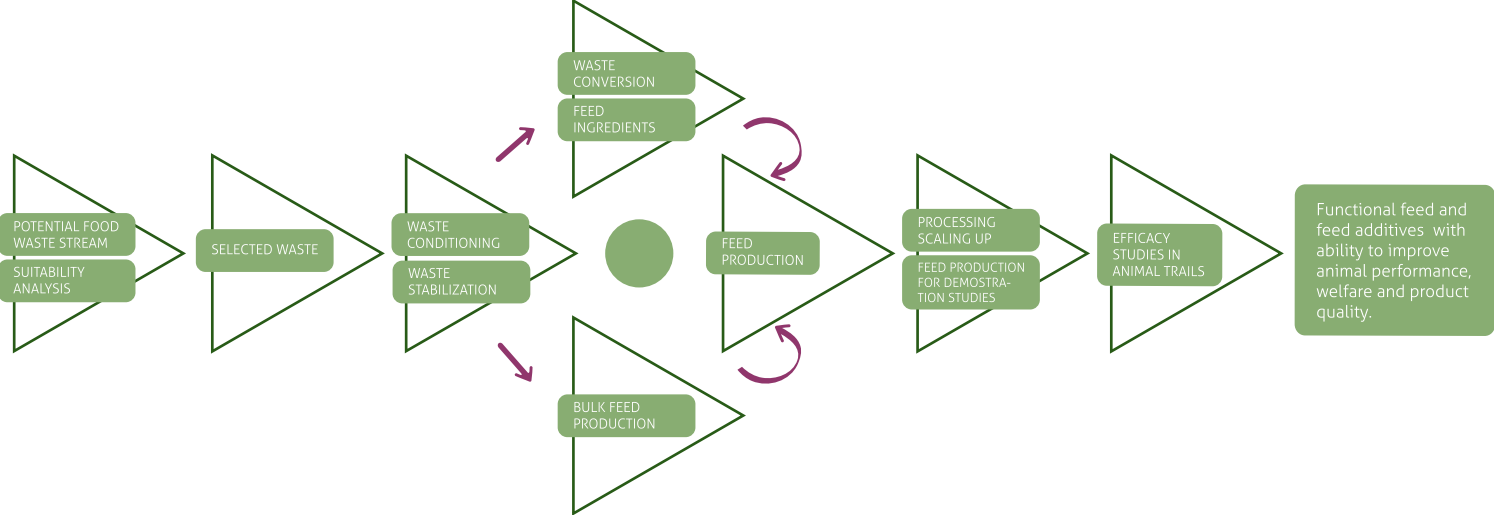 POTENTIAL FOOD
WASTE STREAM
SUITABILITY
ANALYSIS
SELECTED WASTE
WASTE
CONDITIONING
WASTE
STABILIZATION
WASTE
CONVERSION
FEED
INGREDIENTS
BULK FEED
PRODUCTION
FEED
PRODUCTION
PROCESSING
SCALING UP
FEED PRODUCTION
FOR DEMOSTRA-
TION STUDIES
EFFICACY
STUDIES IN
ANIMAL TRAILS
Functional feed and
feed additives with
ability to improve
animal performance,
welfare and product
quality.